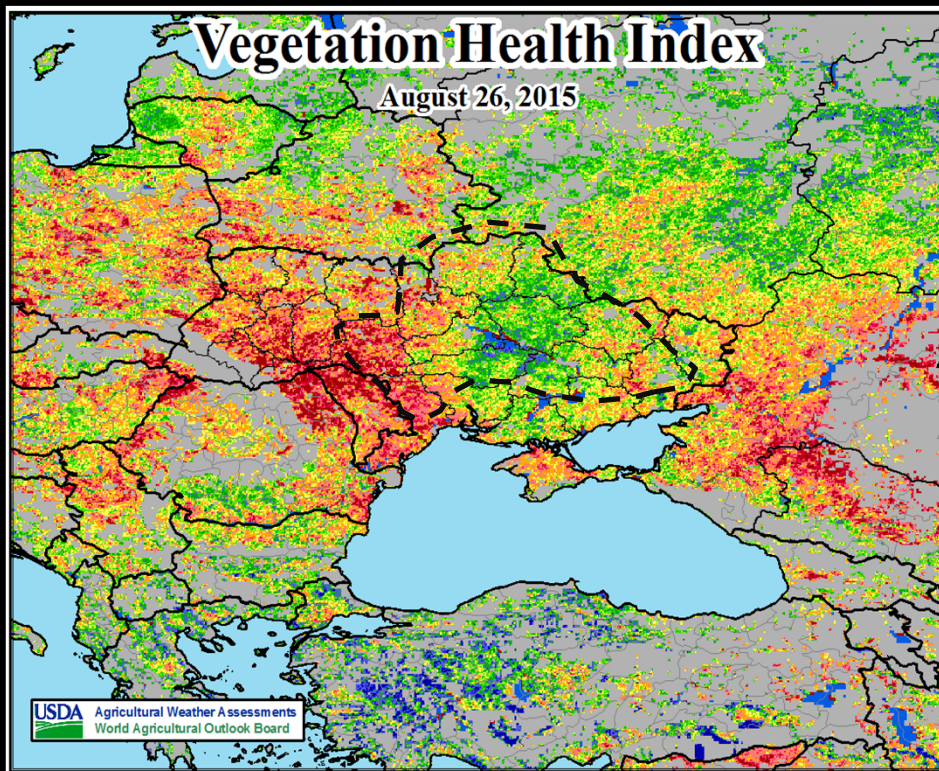 Vegetation Health Index
August 26, 2015
USDA Agricultural Weather Assessments
World Agricultural Outlook Board